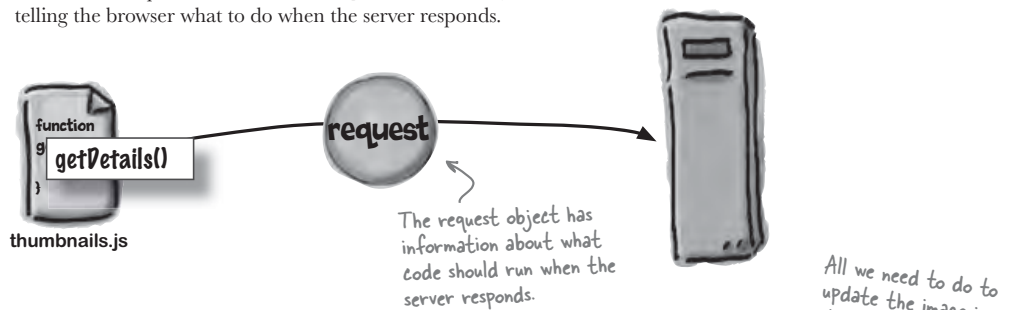 telling the browser what to do when the server responds.
function
g
getDetails()
}
request
thumbnails.js
The request object has
information about what
code should run when the
server responds.
All we need to do to
update the image